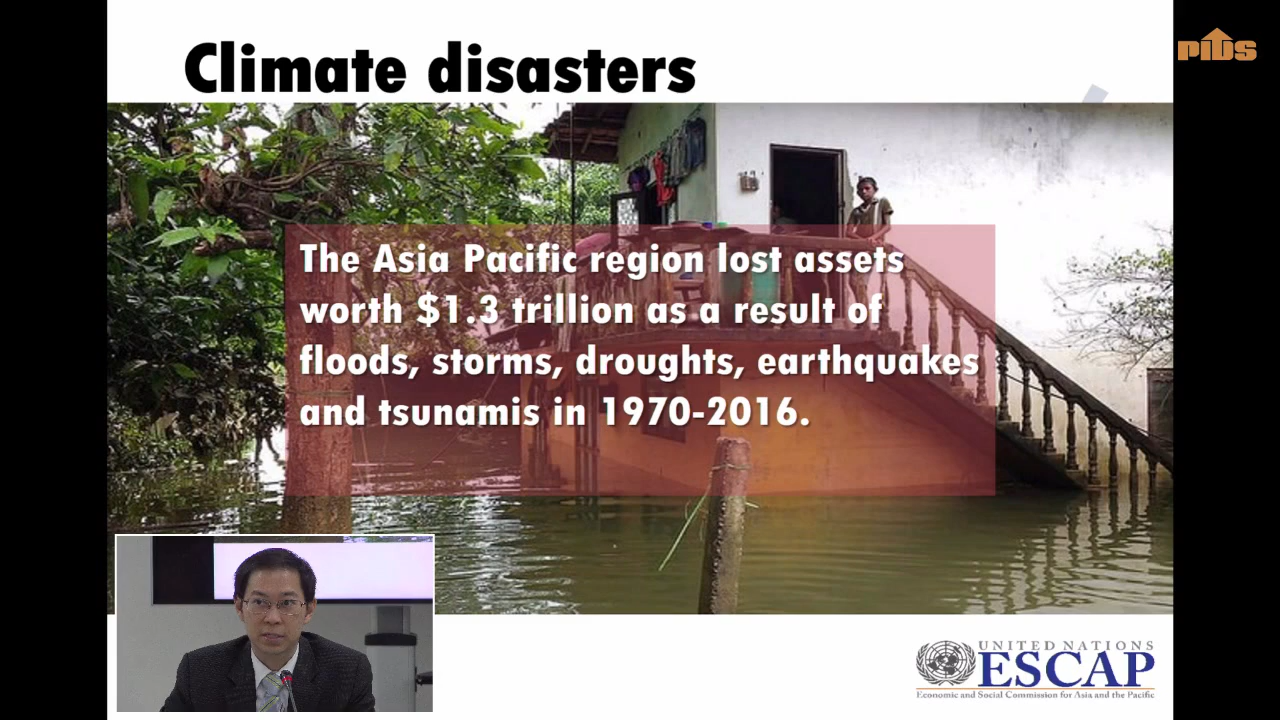 Climate disasters
PIDS
The Asia Pacific region lost assets
worth $1.3 trillion as a result of
floods, storms, droughts, earthquakes
and tsunamis in 1970-2016.
UNITED NATIONS
ESCAP
Economic and Social Commission for Asia and the Pacific